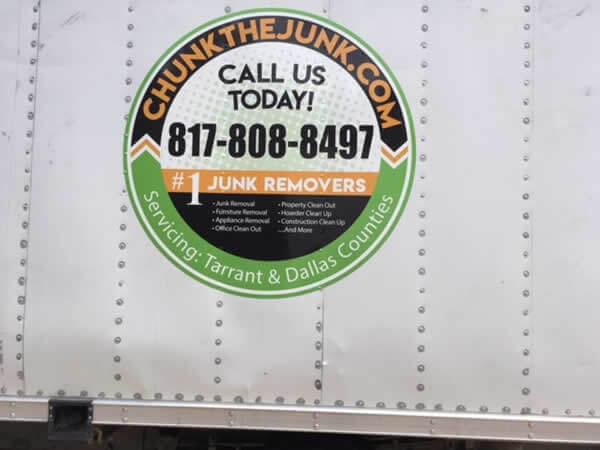 CHUNKTHEJUNK.COM
CALL US
TODAY!
817-808-8497
#1 JUNK REMOVERS
• Junk Removal
• Furniture Removal
• Appliance Removal
• Office Clean Out
• Property Clean Out
• Hoarder Clean Up
• Construction Clean Up
....And More
Servicing: Tarrant & Dallas Counties